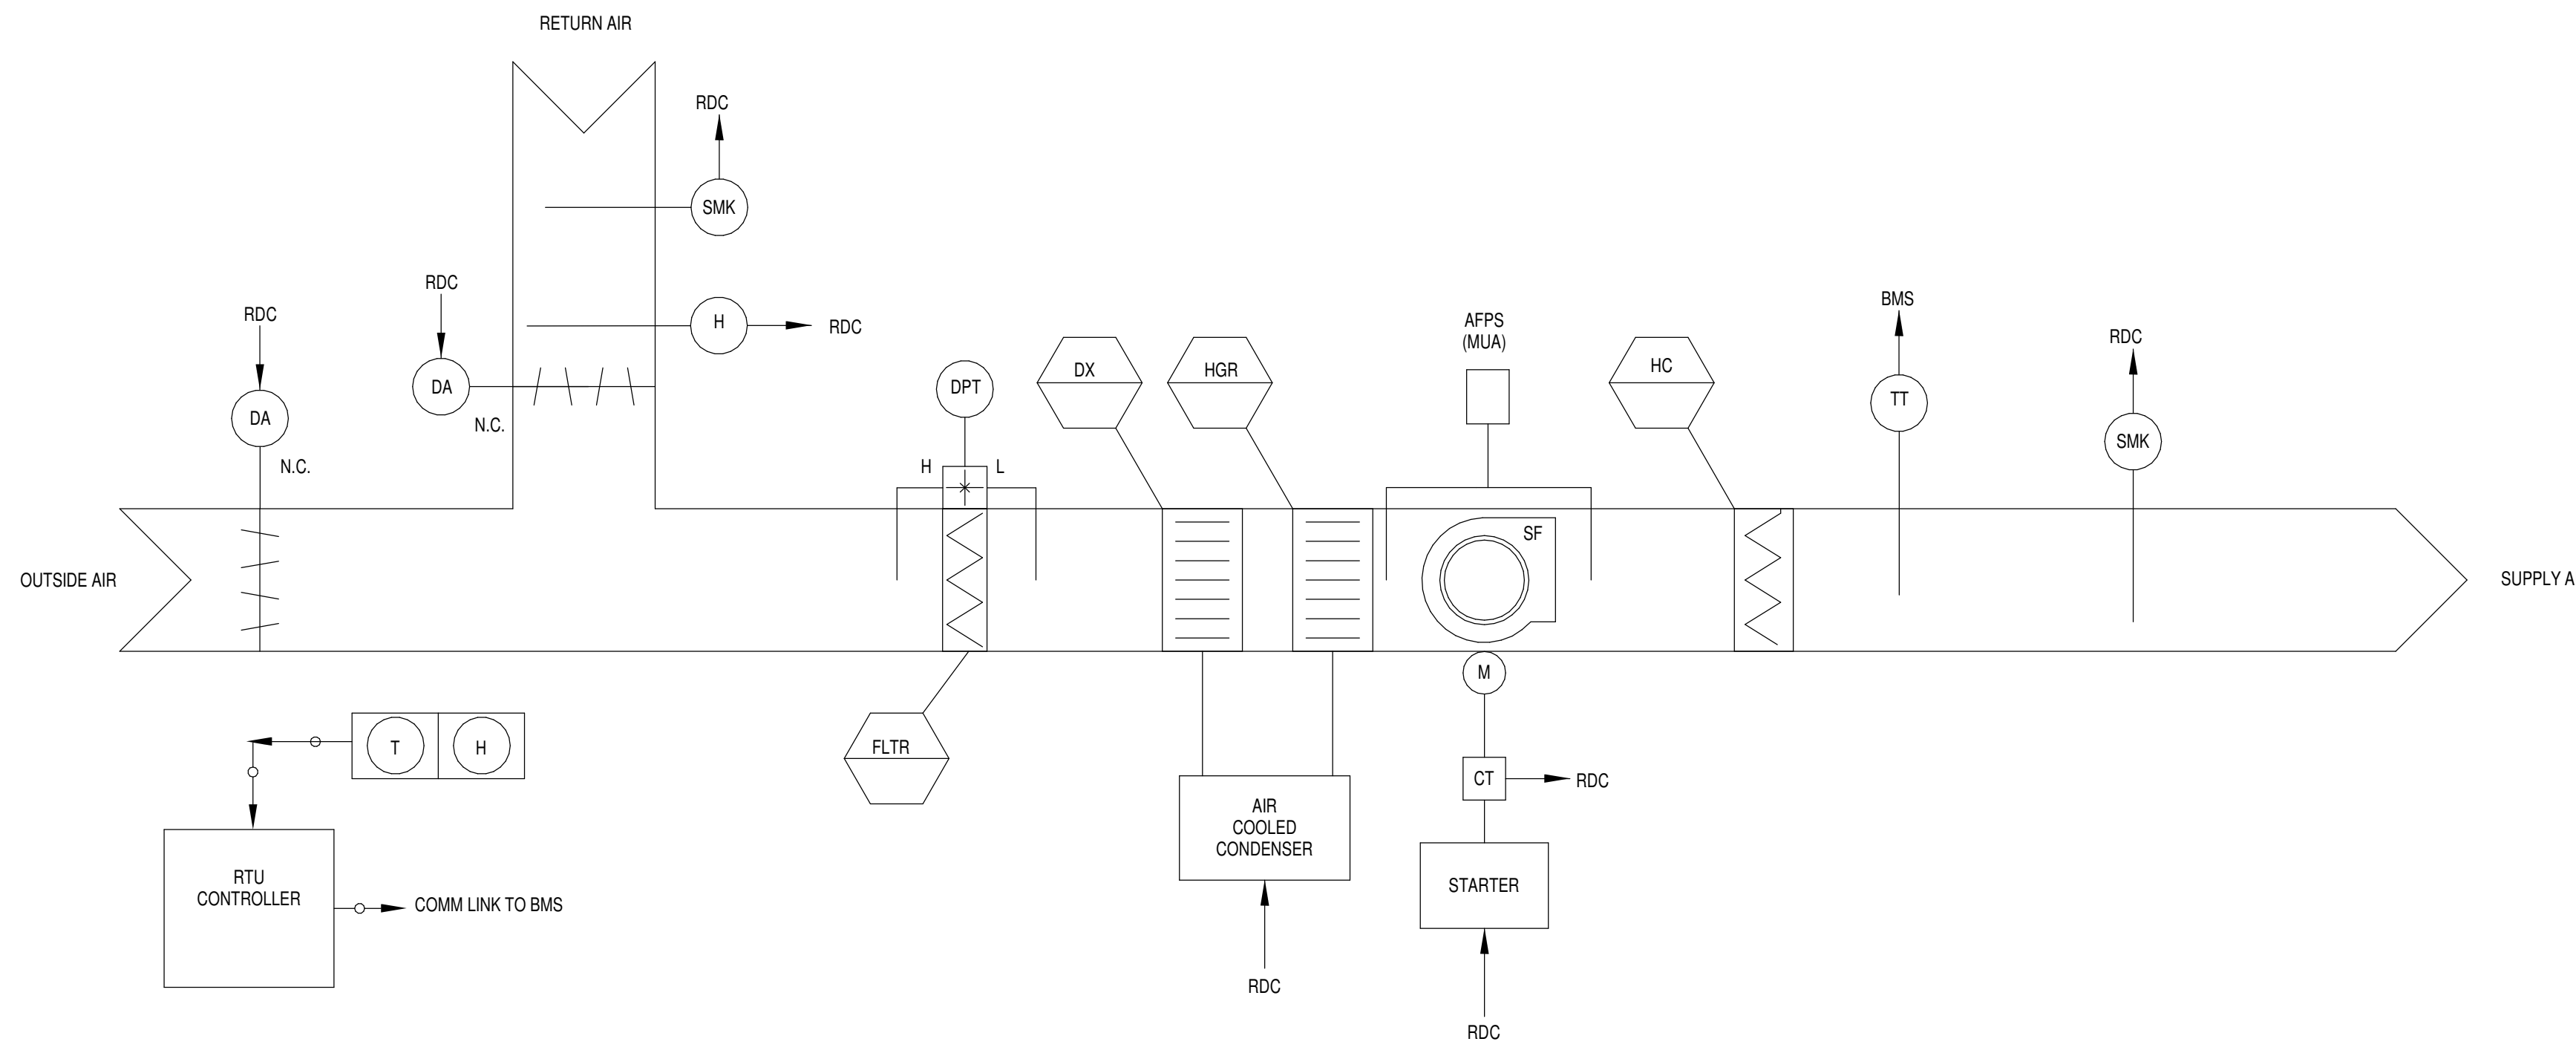 RETURN AIR
RDC
SMK
RDC
RDC
DA
N.C.
H
RDC
RDC
DA
N.C.
DPT
H
L
DX
HGR
AFPS
(MUA)
HC
BMS
TT
RDC
SMK
SF
OUTSIDE AIR
SUPPLY A
M
T
H
FLTR
CT
RDC
AIR
COOLED
CONDENSER
RTU
CONTROLLER
COMM LINK TO BMS
STARTER
RDC
RDC